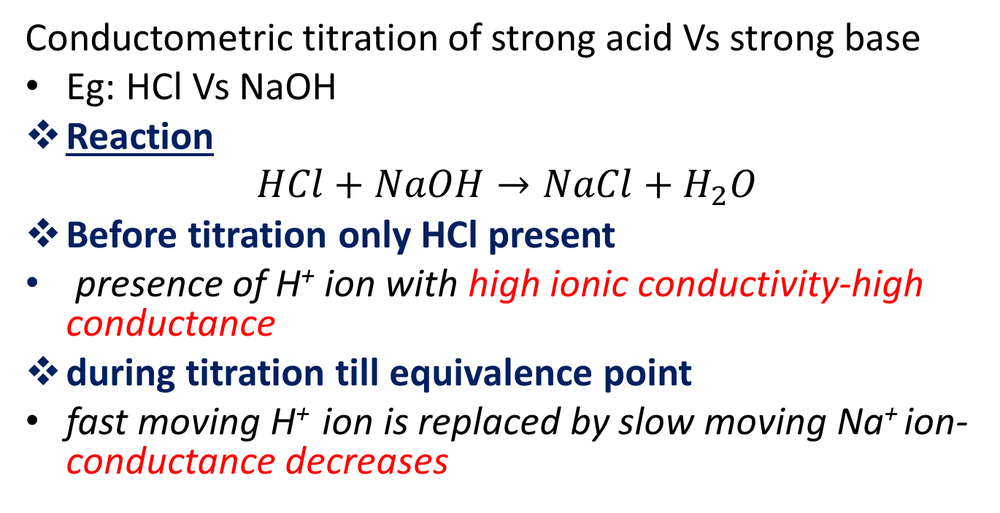 Conductometric titration of strong acid Vs strong base
• Eg: HCl Vs NaOH
❖ Reaction
HCl + NaOH → NaCl + H₂O
❖ Before titration only HCl present
• presence of H⁺ ion with high ionic conductivity-high
conductance
❖ during titration till equivalence point
• fast moving H⁺ ion is replaced by slow moving Na⁺ ion-
conductance decreases